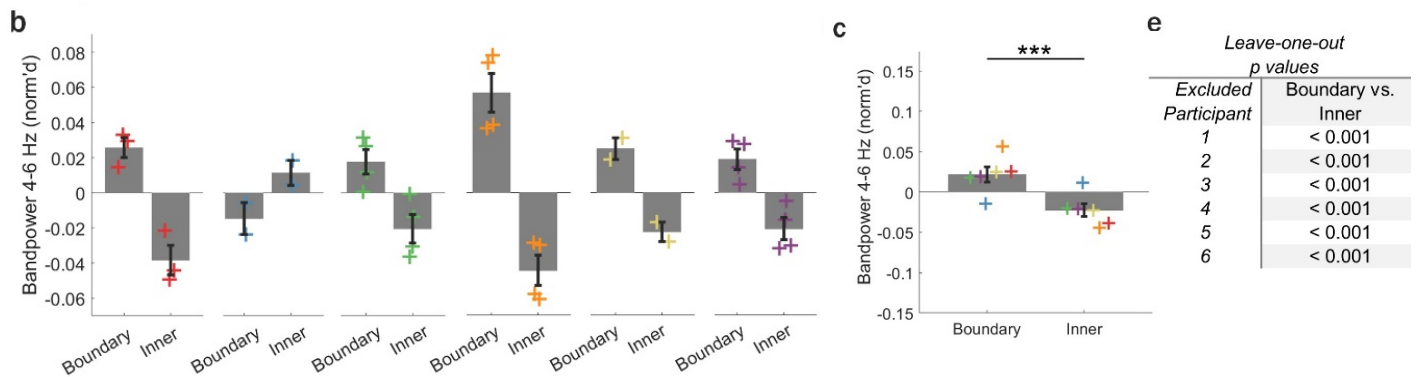 b
Bandpower 4-6 Hz (norm'd)
0.08
0.06
0.04
0.02
0
-0.02
-0.04
-0.06
Boundary Inner Boundary Inner Boundary Inner Boundary Inner Boundary Inner Boundary Inner
c
Bandpower 4-6 Hz (norm'd)
0.15
0.1
0.05
0
-0.05
-0.1
-0.15
***
Boundary Inner
e
Leave-one-out
p values
Excluded Boundary vs.
Participant Inner
1 < 0.001
2 < 0.001
3 < 0.001
4 < 0.001
5 < 0.001
6 < 0.001